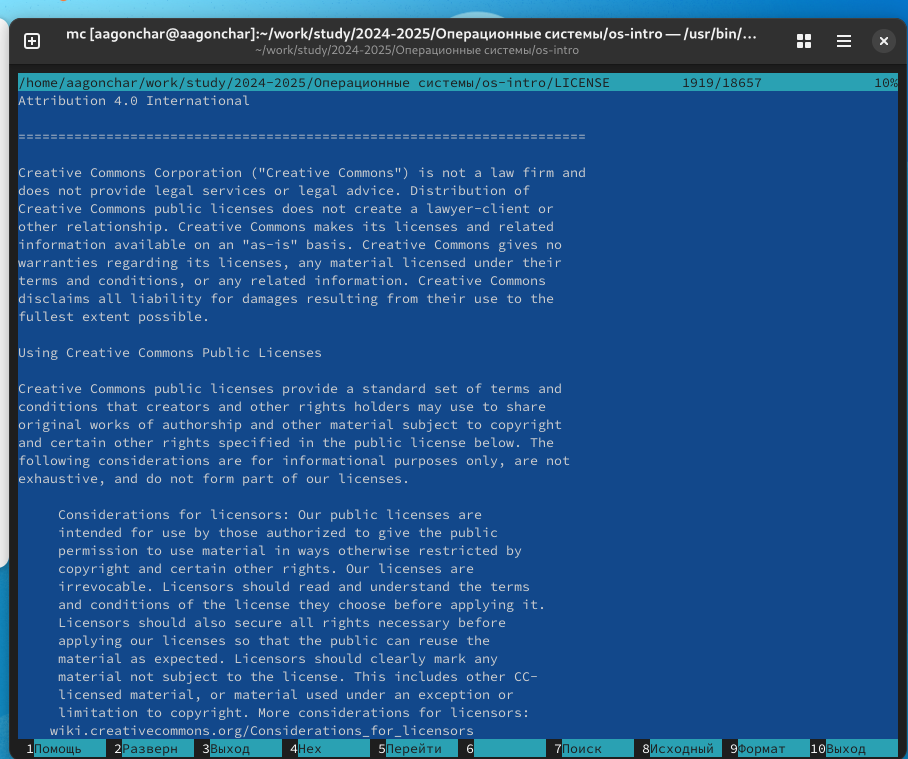 mc [aagonchar@aagonchar]:~/work/study/2024-2025/Операционные системы/os-intro — /usr/bin/...
~/work/study/2024-2025/Операционные системы/os-intro
/home/aagonchar/work/study/2024-2025/Операционные системы/os-intro/LICENSE 1919/18657 10%
Attribution 4.0 International
=======================================================================
Creative Commons Corporation ("Creative Commons") is not a law firm and
does not provide legal services or legal advice. Distribution of
Creative Commons public licenses does not create a lawyer-client or
other relationship. Creative Commons makes its licenses and related
information available on an "as-is" basis. Creative Commons gives no
warranties regarding its licenses, any material licensed under their
terms and conditions, or any related information. Creative Commons
disclaims all liability for damages resulting from their use to the
fullest extent possible.
Using Creative Commons Public Licenses
Creative Commons public licenses provide a standard set of terms and
conditions that creators and other rights holders may use to share
original works of authorship and other material subject to copyright
and certain other rights specified in the public license below. The
following considerations are for informational purposes only, are not
exhaustive, and do not form part of our licenses.
Considerations for licensors: Our public licenses are
intended for use by those authorized to give the public
permission to use material in ways otherwise restricted by
copyright and certain other rights. Our licenses are
irrevocable. Licensors should read and understand the terms
and conditions of the license they choose before applying it.
Licensors should also secure all rights necessary before
applying our licenses so that the public can reuse the
material as expected. Licensors should clearly mark any
material not subject to the license. This includes other CC-
licensed material, or material used under an exception or
limitation to copyright. More considerations for licensors:
wiki.creativecommons.org/Considerations_for_licensors
1Помощь 2Разверн 3Выход 4Hex 5Перейти 6 7Поиск 8Исходный 9Формат 10Выход